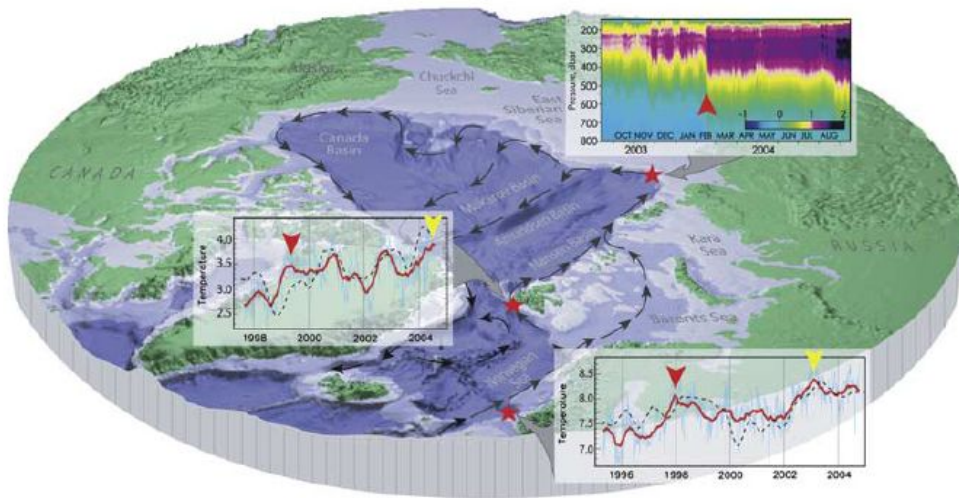 200
300
400
500
600
700
800
Pressure, dbar
-1 0 1 2
OCT NOV DEC JAN FEB MAR APR MAY JUN JUL AUG
2003 2004
Alaska
Chuckchi
Sea
East
Siberian
Sea
Canada
Basin
CANADA
Makarov Basin
Amundsen Basin
Nansen Basin
Kara
Sea
RUSSI
Barents Sea
Norwegian
4.0
3.5
3.0
2.5
Temperature
1998 2000 2002 2004
8.5
8.0
7.5
7.0
Temperature
1996 1998 2000 2002 2004